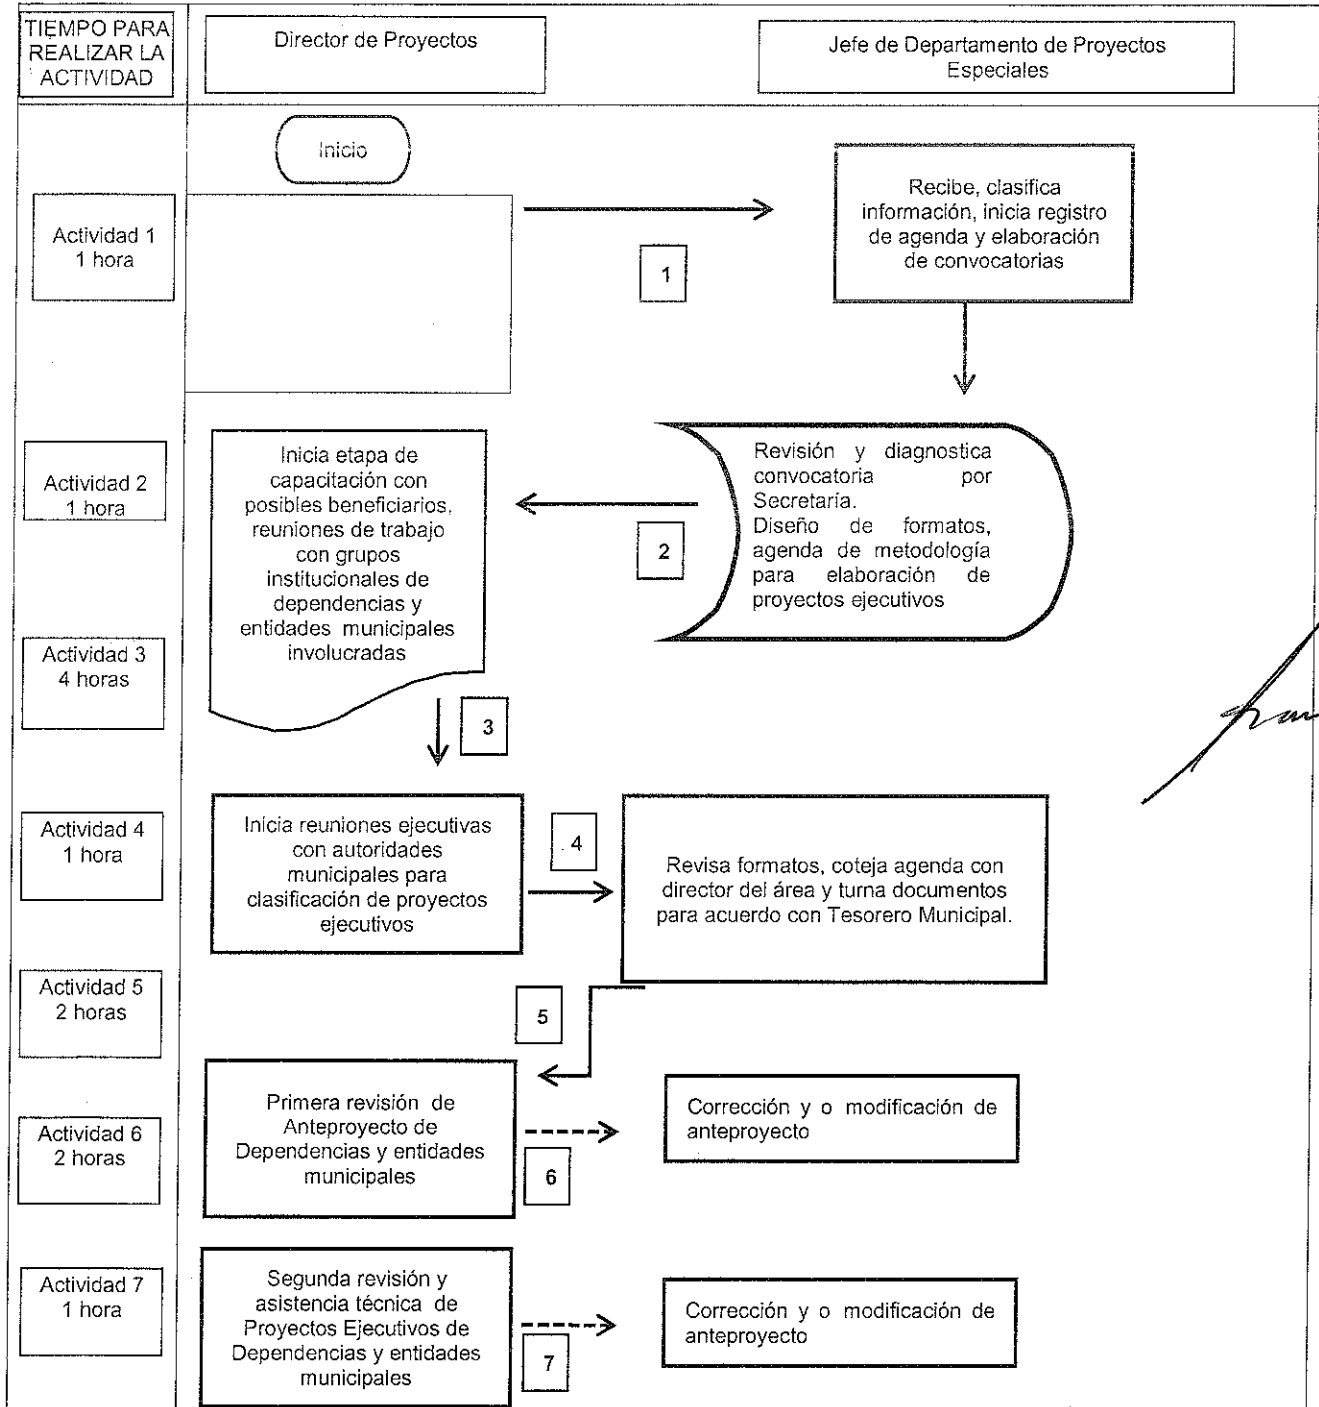 TIEMPO PARA
REALIZAR LA
ACTIVIDAD
Director de Proyectos
Jefe de Departamento de Proyectos
Especiales
Inicio
Actividad 1
1 hora
1
Recibe, clasifica
información, inicia registro
de agenda y elaboración
de convocatorias
Actividad 2
1 hora
Inicia etapa de
capacitación con
posibles beneficiarios,
reuniones de trabajo
con grupos
institucionales de
dependencias y
entidades municipales
involucradas
2
Revisión y diagnostica
convocatoria por
Secretaría.
Diseño de formatos,
agenda de metodología
para elaboración de
proyectos ejecutivos
Actividad 3
4 horas
3
Actividad 4
1 hora
Inicia reuniones ejecutivas
con autoridades
municipales para
clasificación de proyectos
ejecutivos
4
Revisa formatos, coteja agenda con
director del área y turna documentos
para acuerdo con Tesorero Municipal.
Actividad 5
2 horas
5
Actividad 6
2 horas
Primera revisión de
Anteproyecto de
Dependencias y entidades
municipales
6
Corrección y o modificación de
anteproyecto
Actividad 7
1 hora
Segunda revisión y
asistencia técnica de
Proyectos Ejecutivos de
Dependencias y entidades
municipales
7
Corrección y o modificación de
anteproyecto